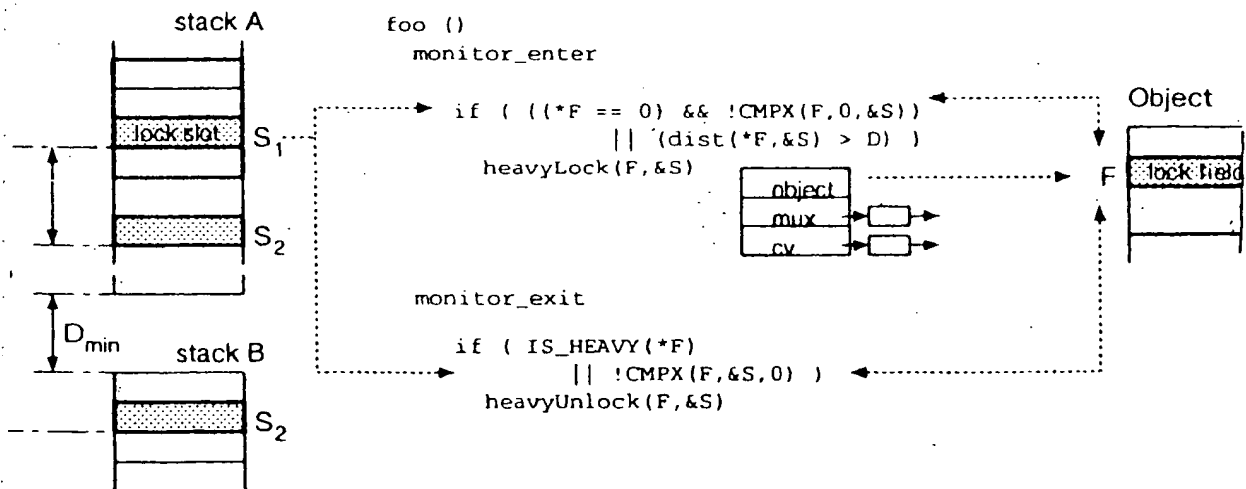 stack A
lock slot
S1
S2
Dmin
stack B
S2
foo ()
monitor_enter
if ( ((*F == 0) && !CMPX(F,0,&S))
|| (dist(*F,&S) > D) )
heavyLock(F,&S)
object
mux
cv
monitor_exit
if ( IS_HEAVY(*F)
|| !CMPX(F,&S,0) )
heavyUnlock(F,&S)
Object
F
lock field